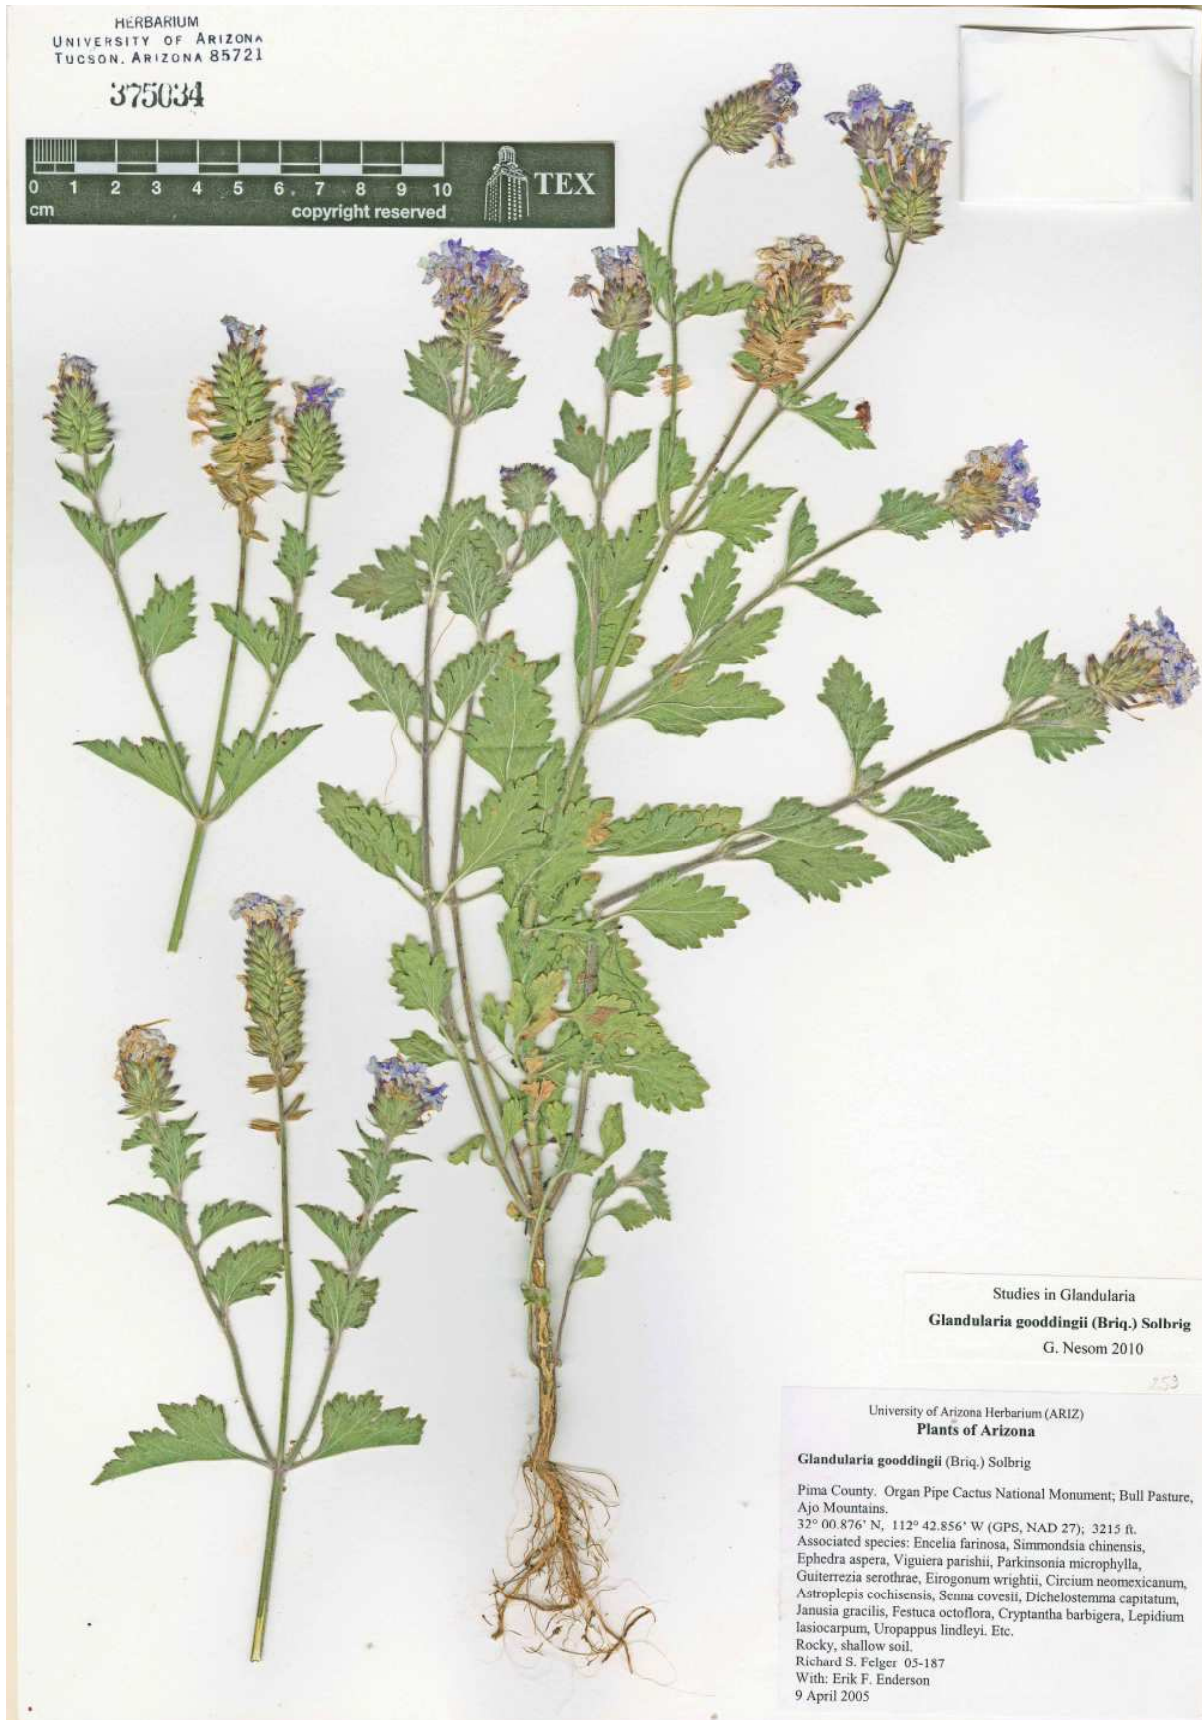 HERBARIUM
UNIVERSITY OF ARIZONA
TUCSON, ARIZONA 85721
375034
0 1 2 3 4 5 6 7 8 9 10
cm
copyright reserved
TEX
Studies in Glandularia
Glandularia gooddingii (Briq.) Solbrig
G. Nesom 2010
259
University of Arizona Herbarium (ARIZ)
Plants of Arizona
Glandularia gooddingii (Briq.) Solbrig
Pima County. Organ Pipe Cactus National Monument; Bull Pasture,
Ajo Mountains.
32° 00.876' N, 112° 42.856' W (GPS, NAD 27); 3215 ft.
Associated species: Encelia farinosa, Simmondsia chinensis,
Ephedra aspera, Viguiera parishii, Parkinsonia microphylla,
Guiterrezia serothrae, Eirogonum wrightii, Circium neomexicanum,
Astroplepis cochisensis, Senna covesii, Dichelostemma capitatum,
Janusia gracilis, Festuca octoflora, Cryptantha barbigera, Lepidium
lasiocarpum, Uropappus lindleyi. Etc.
Rocky, shallow soil.
Richard S. Felger 05-187
With: Erik F. Enderson
9 April 2005